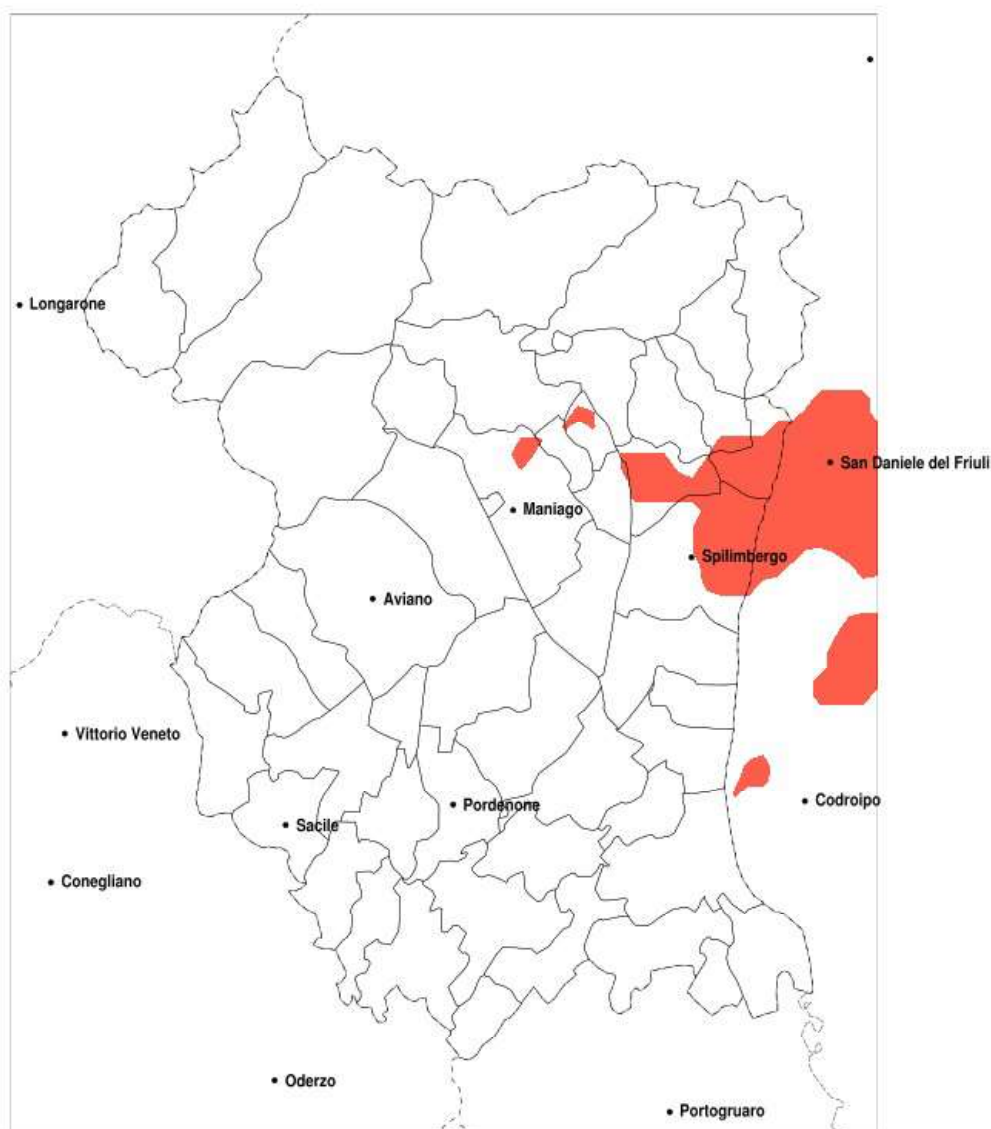 Longarone
San Daniele del Friuli
Maniago
Spilimbergo
Aviano
Vittorio Veneto
Codroipo
Pordenone
Sacile
Conegliano
Oderzo
Portogruaro